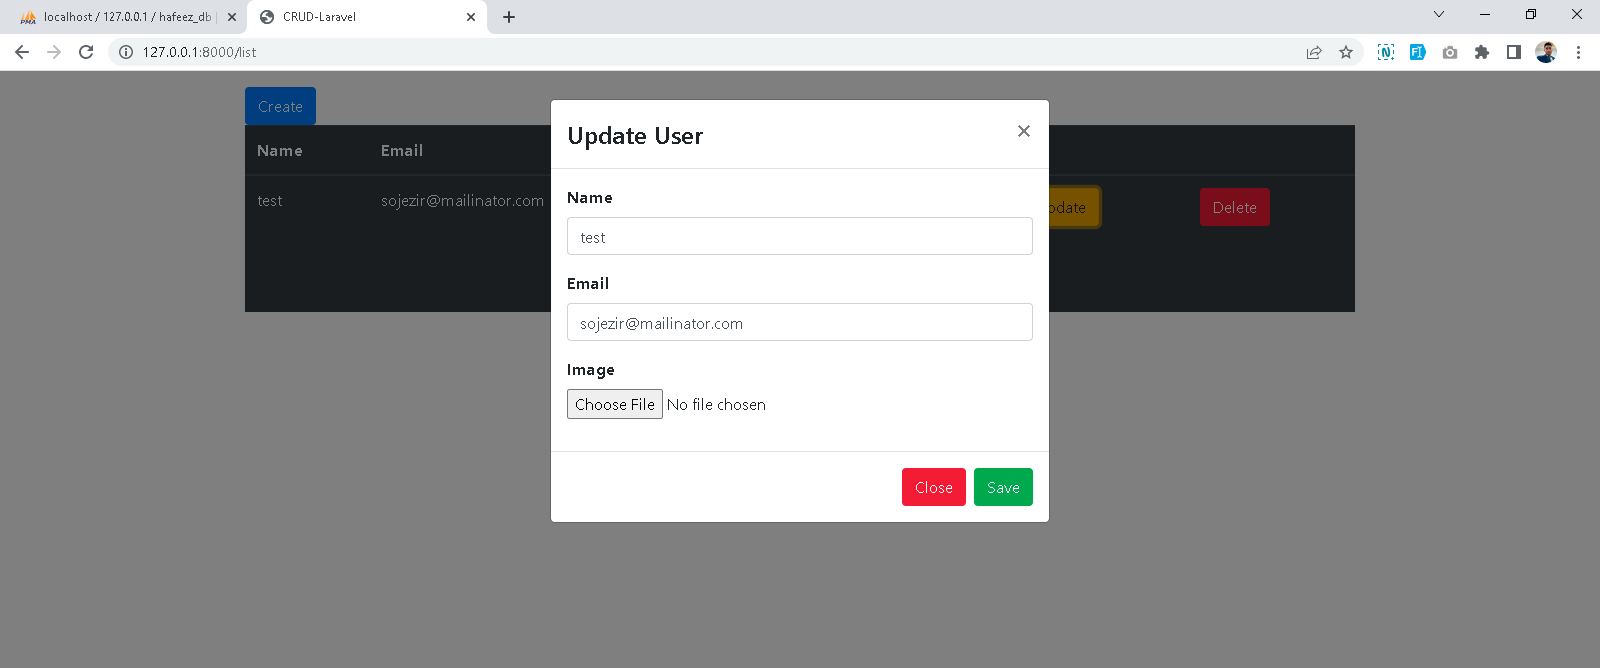 localhost / 127.0.0.1 / hafeez_db
CRUD-Laravel
127.0.0.1:8000/list
Create
Name Email
test sojezir@mailinator.com pdate Delete
Update User
Name
test
Email
sojezir@mailinator.com
Image
Choose File No file chosen
Close Save